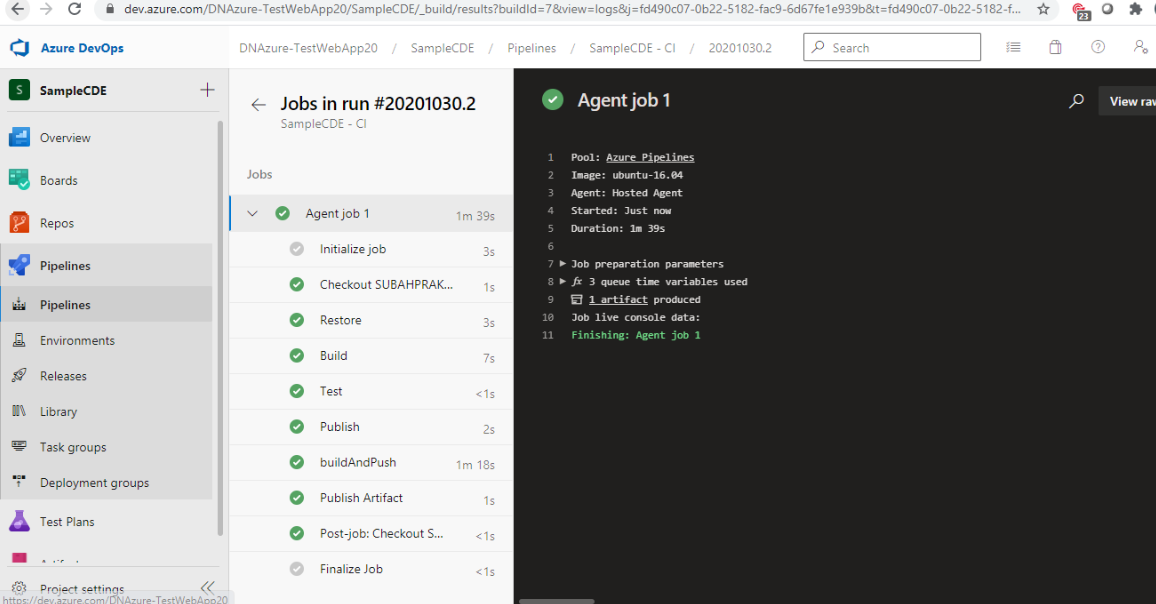 dev.azure.com/DNAzure-TestWebApp20/SampleCDE/_build/results?buildId=7&view=logs&j=fd490c07-0b22-5182-fac9-6d67fe1e939b&t=fd490c07-0b22-5182-f...
23
Azure DevOps
DNAzure-TestWebApp20 / SampleCDE / Pipelines / SampleCDE - CI / 20201030.2
Search
S SampleCDE
Overview
Boards
Repos
Pipelines
Pipelines
Environments
Releases
Library
Task groups
Deployment groups
Test Plans
Project settings
https://dev.azure.com/DNAzure-TestWebApp20
Jobs in run #20201030.2
SampleCDE - CI
Jobs
Agent job 1 1m 39s
Initialize job 3s
Checkout SUBAHPRAK... 1s
Restore 3s
Build 7s
Test <1s
Publish 2s
buildAndPush 1m 18s
Publish Artifact 1s
Post-job: Checkout S... <1s
Finalize Job <1s
Agent job 1
View raw
1 Pool: Azure Pipelines
2 Image: ubuntu-16.04
3 Agent: Hosted Agent
4 Started: Just now
5 Duration: 1m 39s
6
7 Job preparation parameters
8 fx 3 queue time variables used
9 1 artifact produced
10 Job live console data:
11 Finishing: Agent job 1